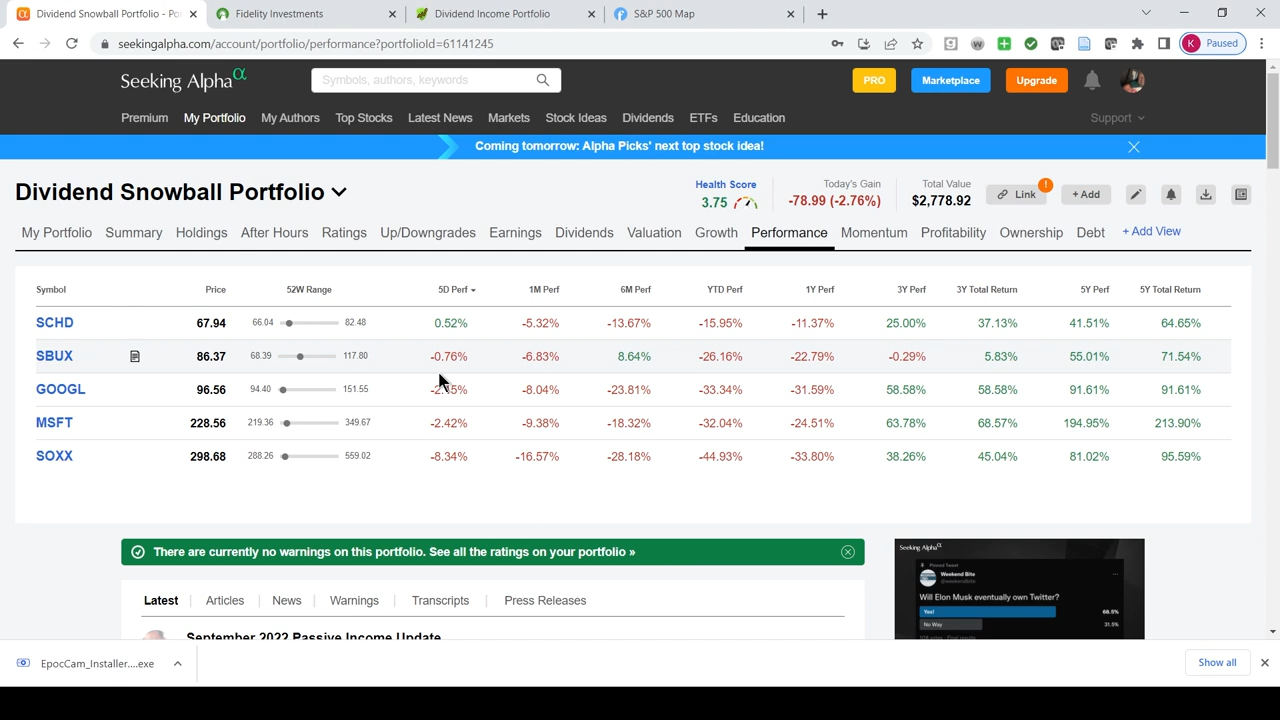 Dividend Snowball Portfolio - Po
Fidelity Investments
Dividend Income Portfolio
S&P 500 Map
seekingalpha.com/account/portfolio/performance?portfolioId=61141245
K Paused
Seeking Alpha α
Symbols, authors, keywords
PRO
Marketplace
Upgrade
Premium My Portfolio My Authors Top Stocks Latest News Markets Stock Ideas Dividends ETFs Education Support
Coming tomorrow: Alpha Picks' next top stock idea!
Dividend Snowball Portfolio
Health Score
3.75
Today's Gain
-78.99 (-2.76%)
Total Value
$2,778.92
Link !
+ Add
My Portfolio Summary Holdings After Hours Ratings Up/Downgrades Earnings Dividends Valuation Growth Performance Momentum Profitability Ownership Debt + Add View
Symbol Price 52W Range 5D Perf 1M Perf 6M Perf YTD Perf 1Y Perf 3Y Perf 3Y Total Return 5Y Perf 5Y Total Return
SCHD 67.94 66.04 82.48 0.52% -5.32% -13.67% -15.95% -11.37% 25.00% 37.13% 41.51% 64.65%
SBUX 86.37 68.39 117.80 -0.76% -6.83% 8.64% -26.16% -22.79% -0.29% 5.83% 55.01% 71.54%
GOOGL 96.56 94.40 151.55 -8.04% -23.81% -33.34% -31.59% 58.58% 58.58% 91.61% 91.61%
MSFT 228.56 219.36 349.67 -2.42% -9.38% -18.32% -32.04% -24.51% 63.78% 68.57% 194.95% 213.90%
SOXX 298.68 288.26 559.02 -8.34% -16.57% -28.18% -44.93% -33.80% 38.26% 45.04% 81.02% 95.59%
There are currently no warnings on this portfolio. See all the ratings on your portfolio »
Latest Articles News Warnings Transcripts Press Releases
September 2022 Passive Income Update
Seeking Alpha α
Pinned Tweet
Weekend Bite
@weekendbite
Will Elon Musk eventually own Twitter?
Yes! 68.5%
No Way 31.5%
EpocCam_Installer....exe
Show all